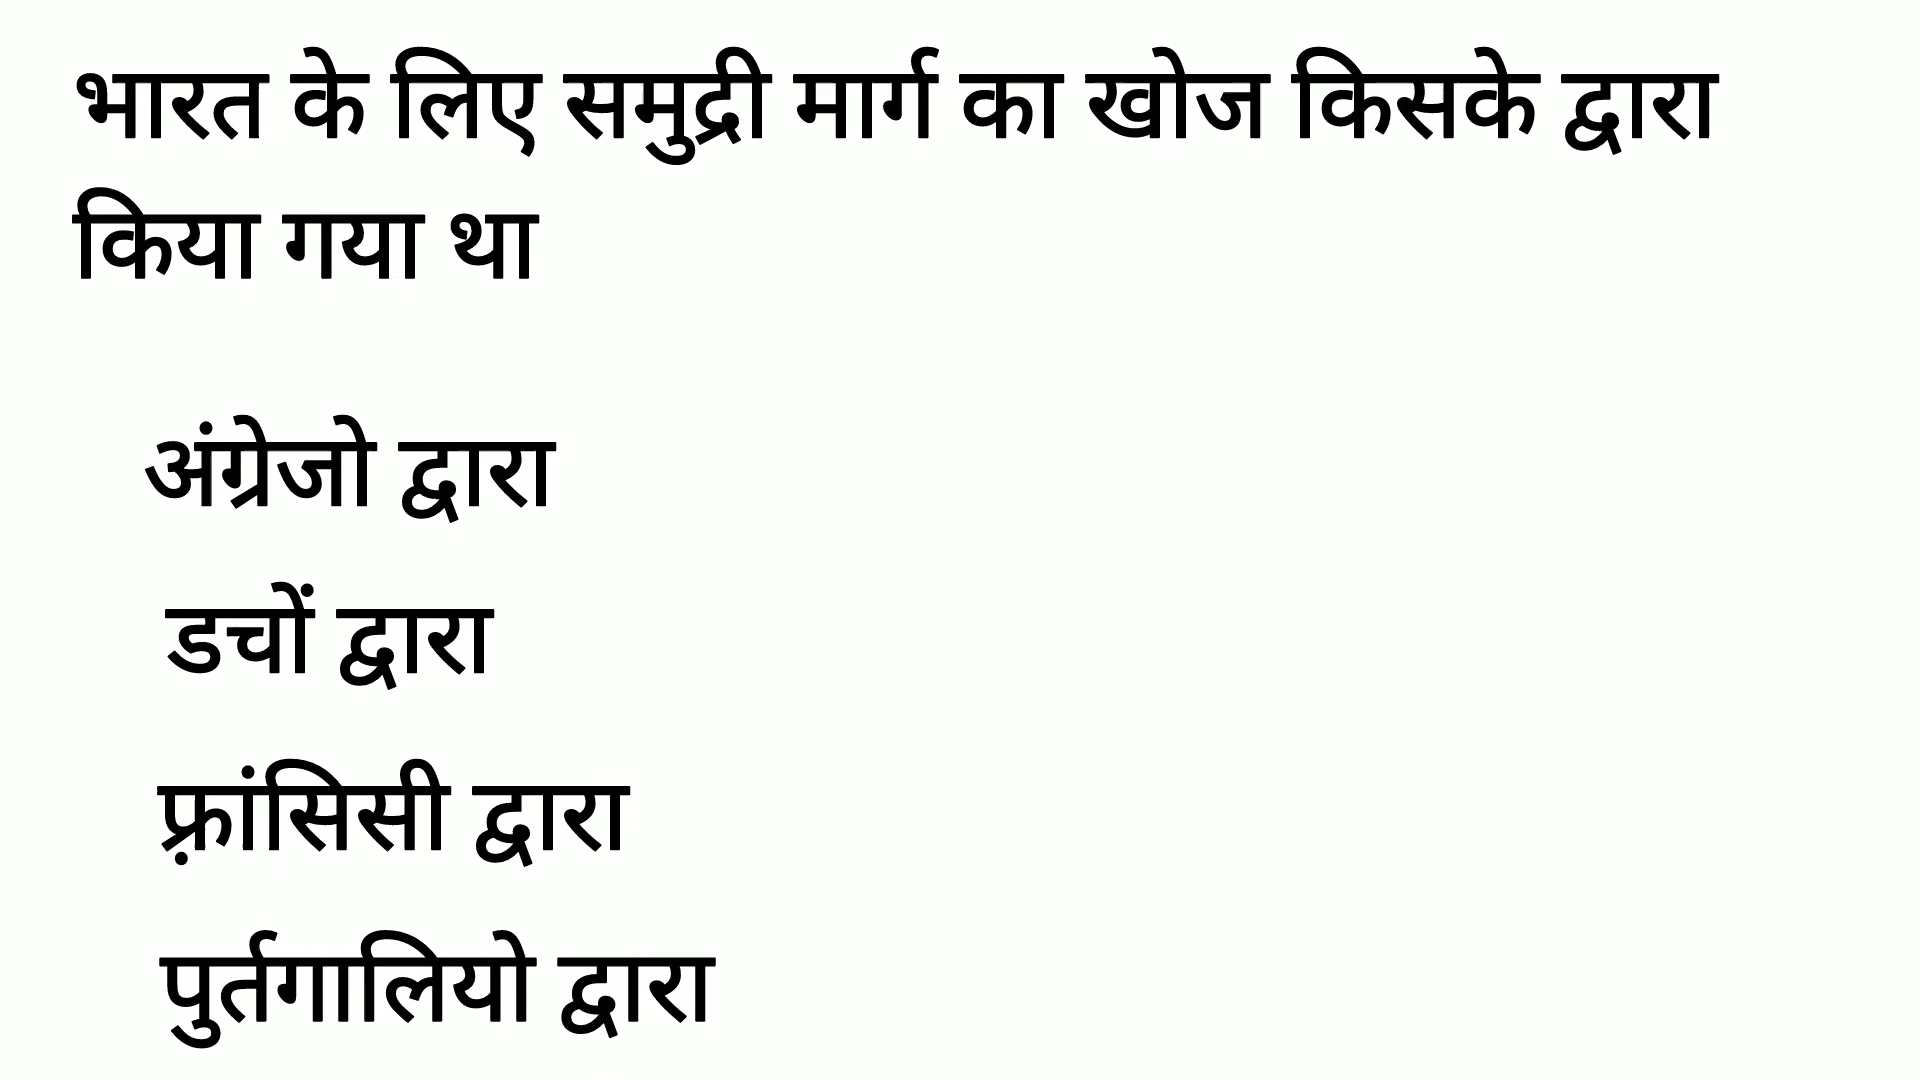 भारत के लिए समुद्री मार्ग का खोज किसके द्वारा
किया गया था
अंग्रेजो द्वारा
डचों द्वारा
फ़्रांसिसी द्वारा
पुर्तगालियो द्वारा